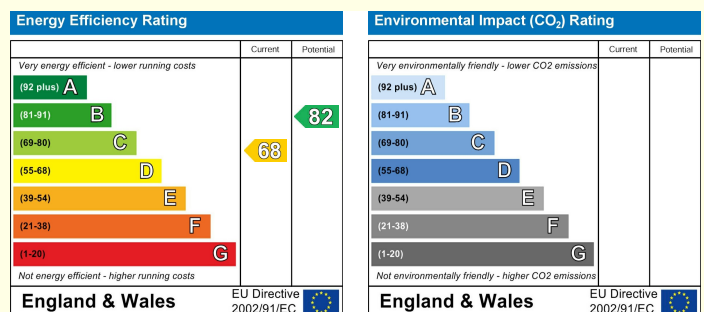 Energy Efficiency Rating
Current Potential
Very energy efficient - lower running costs
(92 plus) A
(81-91) B
82
(69-80) C
68
(55-68) D
(39-54) E
(21-38) F
(1-20) G
Not energy efficient - higher running costs
England & Wales
EU Directive
2002/91/EC
Environmental Impact (CO2) Rating
Current Potential
Very environmentally friendly - lower CO2 emissions
(92 plus) A
(81-91) B
(69-80) C
(55-68) D
(39-54) E
(21-38) F
(1-20) G
Not environmentally friendly - higher CO2 emissions
England & Wales
EU Directive
2002/91/EC